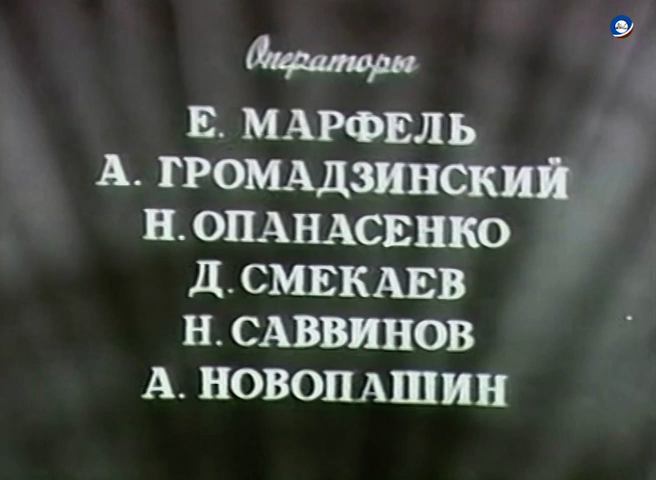 Операторы
Е. МАРФЕЛЬ
А. ГРОМАДЗИНСКИЙ
Н. ОПАНАСЕНКО
Д. СМЕКАЕВ
Н. САВВИНОВ
А. НОВОПАШИН